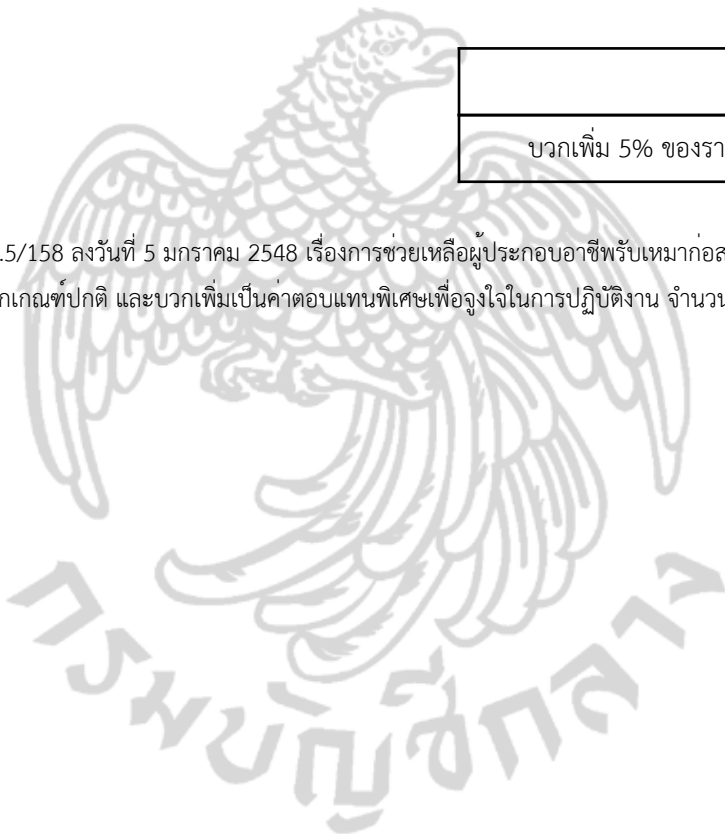 บวกเพิ่ม 5% ของรา
.5/158 ลงวันที่ 5 มกราคม 2548 เรื่องการช่วยเหลือผู้ประกอบอาชีพรับเหมาก่อส
กเกณฑ์ปกติ และบวกเพิ่มเป็นค่าตอบแทนพิเศษเพื่อจูงใจในการปฏิบัติงาน จำนวน
กรมบัญชีกลาง